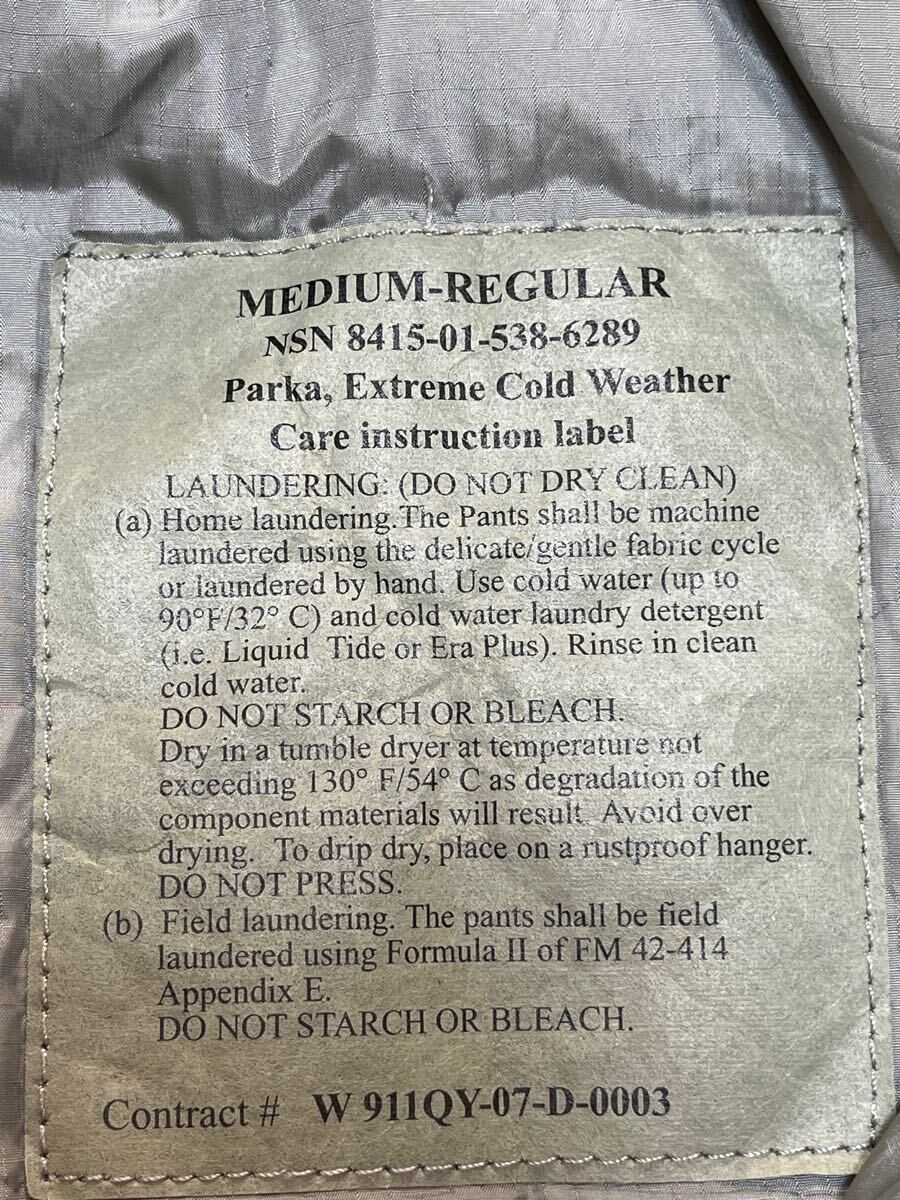 MEDIUM-REGULAR
NSN 8415-01-538-6289
Parka, Extreme Cold Weather
Care instruction label
LAUNDERING: (DO NOT DRY CLEAN)
(a) Home laundering.The Pants shall be machine
laundered using the delicate/gentle fabric cycle
or laundered by hand. Use cold water (up to
90°F/32° C) and cold water laundry detergent
(i.e. Liquid Tide or Era Plus). Rinse in clean
cold water.
DO NOT STARCH OR BLEACH.
Dry in a tumble dryer at temperature not
exceeding 130° F/54° C as degradation of the
component materials will result. Avoid over
drying. To drip dry, place on a rustproof hanger.
DO NOT PRESS.
(b) Field laundering. The pants shall be field
laundered using Formula II of FM 42-414
Appendix E.
DO NOT STARCH OR BLEACH.
Contract # W 911QY-07-D-0003